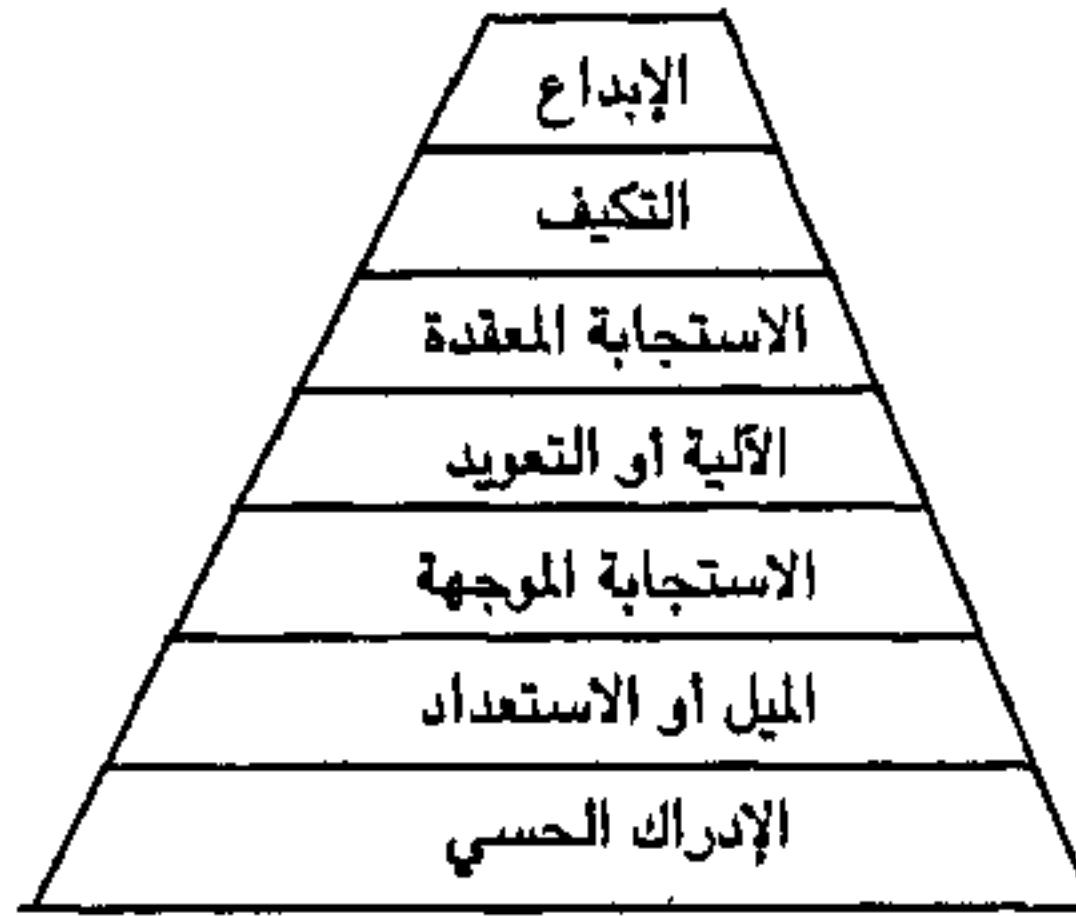 الإبداع
التكيف
الاستجابة المعقدة
الآلية أو التعويد
الاستجابة الموجهة
الميل أو الاستعداد
الإدراك الحسي